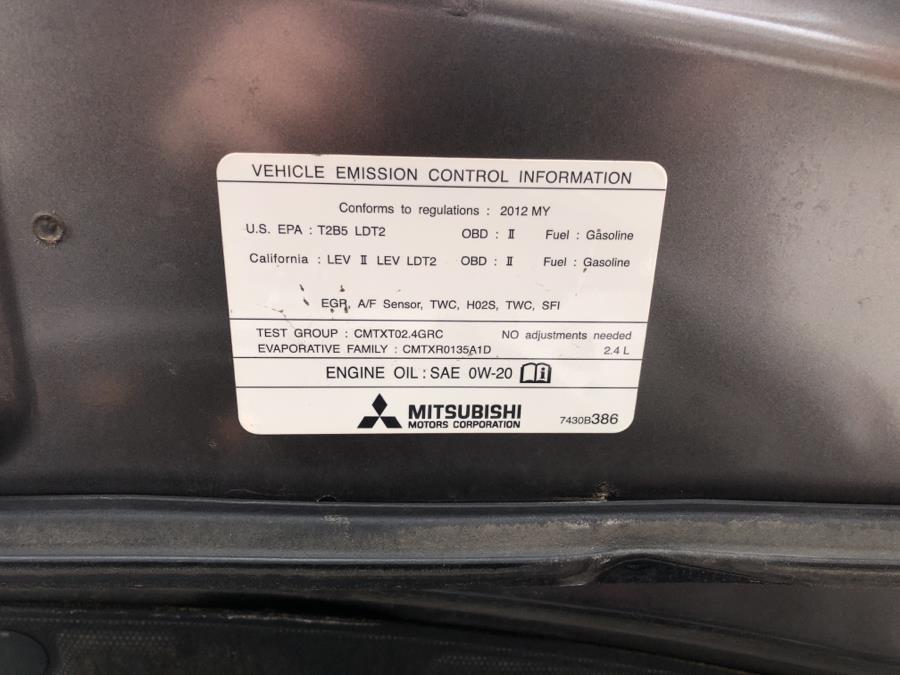 VEHICLE EMISSION CONTROL INFORMATION
Conforms to regulations : 2012 MY
U.S. EPA : T2B5 LDT2 OBD : II Fuel : Gasoline
California : LEV II LEV LDT2 OBD : II Fuel : Gasoline
EGR, A/F Sensor, TWC, H02S, TWC, SFI
TEST GROUP : CMTXT02.4GRC NO adjustments needed
EVAPORATIVE FAMILY : CMTXR0135A1D 2.4 L
ENGINE OIL : SAE 0W-20
MITSUBISHI
MOTORS CORPORATION 7430B386